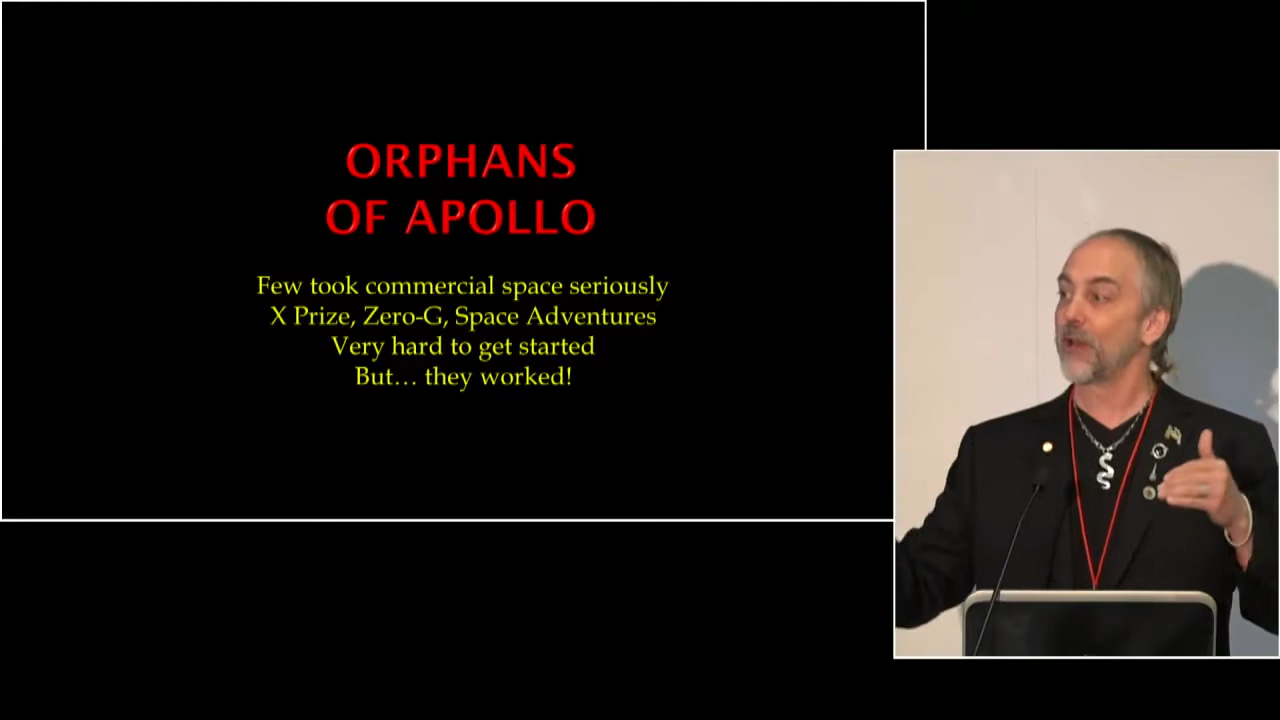 ORPHANS
OF APOLLO
Few took commercial space seriously
X Prize, Zero-G, Space Adventures
Very hard to get started
But… they worked!